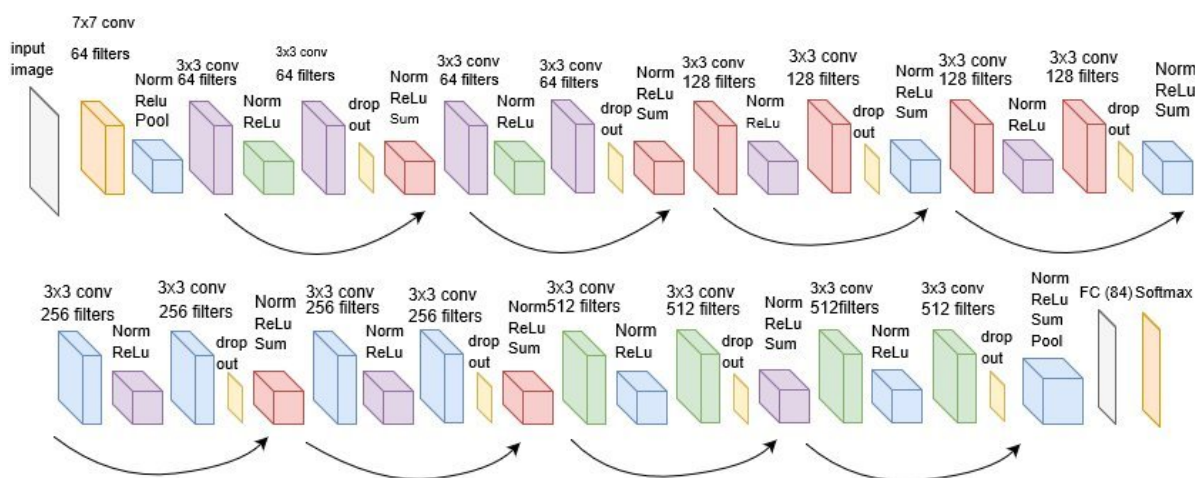 7x7 conv
64 filters
input
image
Norm
Relu
Pool
3x3 conv
64 filters
Norm
ReLu
3x3 conv
64 filters
drop
out
Norm
ReLu
Sum
3x3 conv
64 filters
Norm
ReLu
3x3 conv
64 filters
drop
out
Norm
ReLu
Sum
3x3 conv
128 filters
Norm
ReLu
3x3 conv
128 filters
drop
out
Norm
ReLu
Sum
3x3 conv
128 filters
Norm
ReLu
3x3 conv
128 filters
drop
out
Norm
ReLu
Sum
3x3 conv
256 filters
Norm
ReLu
3x3 conv
256 filters
drop
out
Norm
ReLu
Sum
3x3 conv
256 filters
Norm
ReLu
3x3 conv
256 filters
drop
out
Norm
ReLu
Sum
3x3 conv
512 filters
Norm
ReLu
3x3 conv
512 filters
drop
out
Norm
ReLu
Sum
3x3 conv
512filters
Norm
ReLu
3x3 conv
512 filters
drop
out
Norm
ReLu
Sum
Pool
FC (84)
Softmax